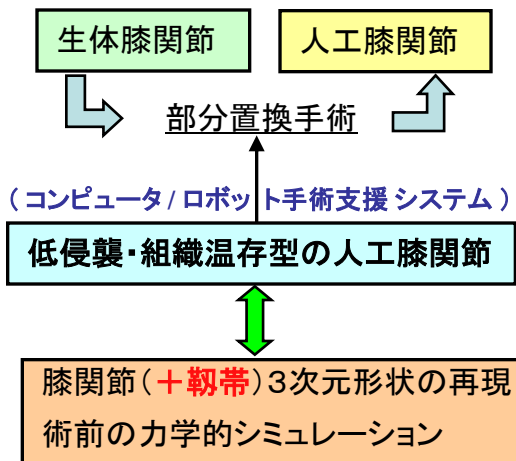 生体膝関節
人工膝関節
部分置換手術
(コンピュータ/ロボット手術支援システム)
低侵襲・組織温存型の人工膝関節
膝関節(+靱帯)3次元形状の再現
術前の力学的シミュレーション